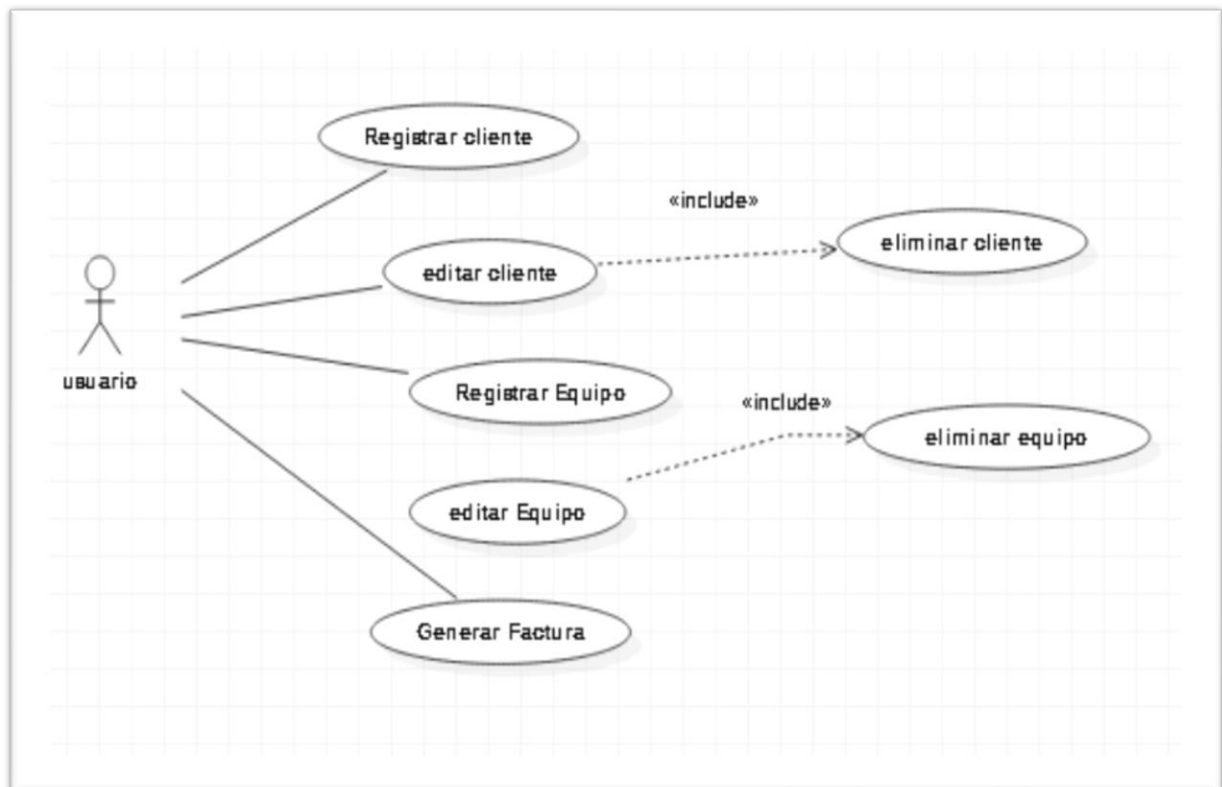 Registrar cliente
«include»
eliminar cliente
editar cliente
usuario
Registrar Equipo
«include»
eliminar equipo
editar Equipo
Generar Factura